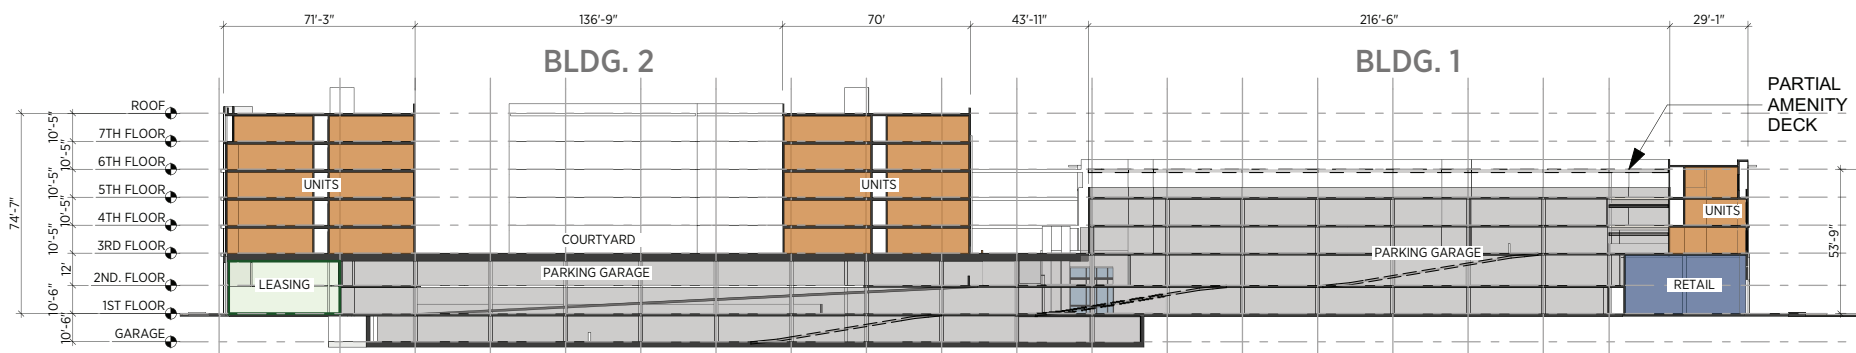 71'-3"
136'-9"
70'
43'-11"
216'-6"
29'-1"
BLDG. 2
BLDG. 1
PARTIAL
AMENITY
DECK
ROOF
7TH FLOOR
6TH FLOOR
5TH FLOOR
4TH FLOOR
3RD FLOOR
2ND. FLOOR
1ST FLOOR
GARAGE
10'-5"
10'-5"
10'-5"
10'-5"
10'-5"
12'
10'-6"
10'-6"
74'-7"
UNITS
UNITS
UNITS
COURTYARD
PARKING GARAGE
PARKING GARAGE
LEASING
RETAIL
53'-9"